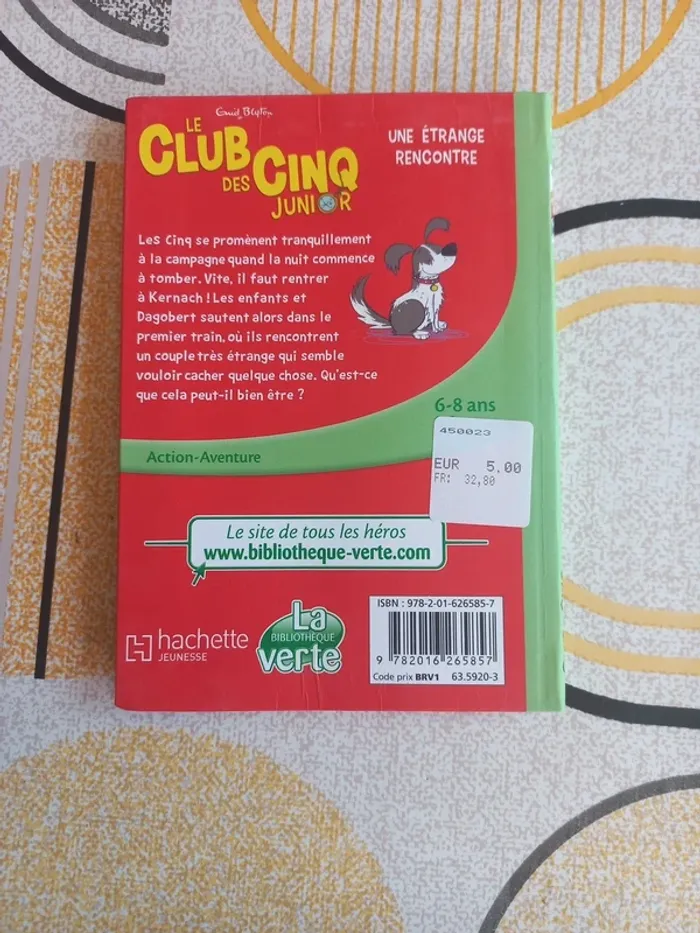 Enid Blyton
LE
CLUB
DES CINQ
JUNIOR
UNE ÉTRANGE
RENCONTRE
Les Cinq se promènent tranquillement
à la campagne quand la nuit commence
à tomber. Vite, il faut rentrer
à Kernach ! Les enfants et
Dagobert sautent alors dans le
premier train, où ils rencontrent
un couple très étrange qui semble
vouloir cacher quelque chose. Qu'est-ce
que cela peut-il bien être ?
6-8 ans
450023
EUR 5.00
FR: 32,80
Action-Aventure
Le site de tous les héros
www.bibliotheque-verte.com
hachette
JEUNESSE
La
BIBLIOTHÈQUE
verte
ISBN : 978-2-01-626585-7
9 782016 265857
Code prix BRV1 63.5920-3